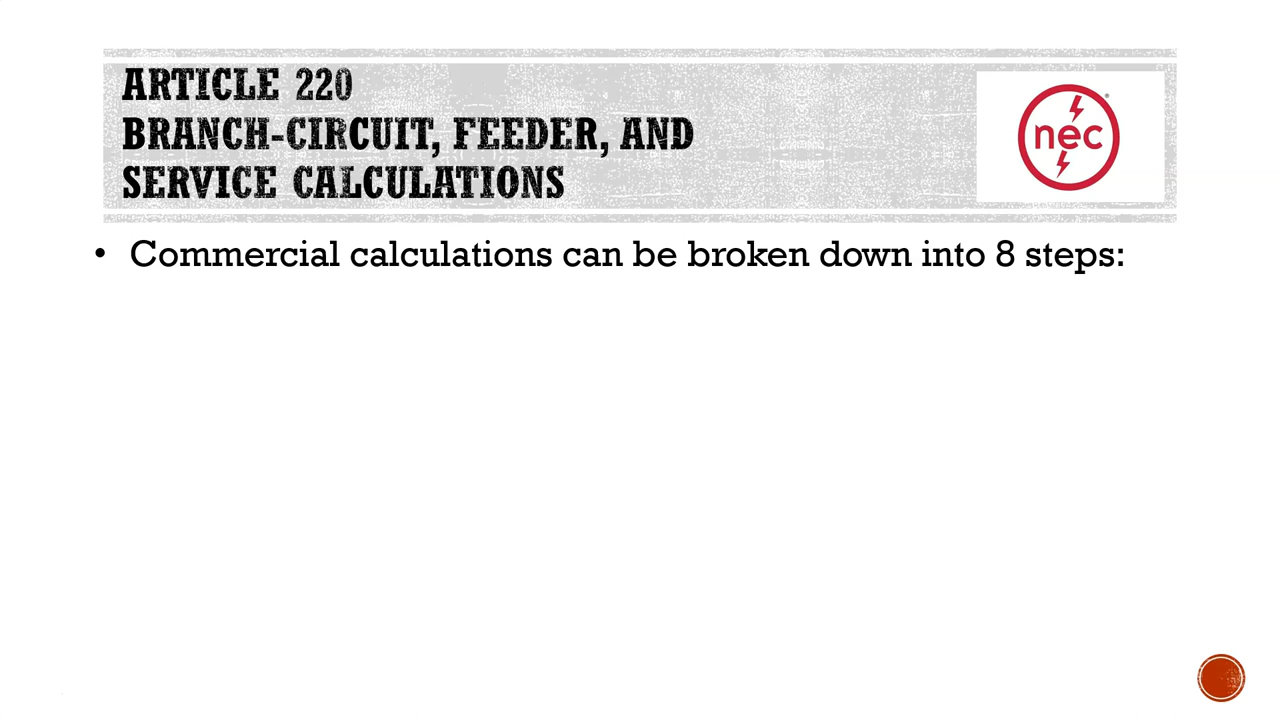 ARTICLE 220
BRANCH-CIRCUIT, FEEDER, AND
SERVICE CALCULATIONS
nec®
• Commercial calculations can be broken down into 8 steps: